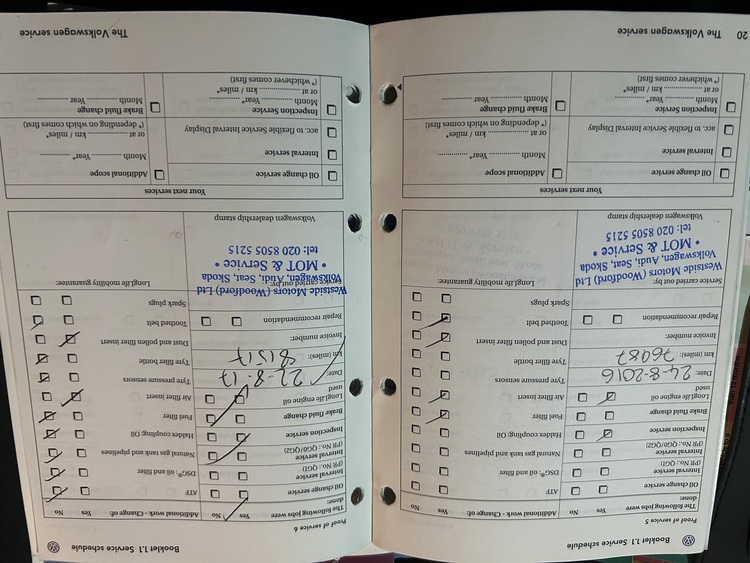 Booklet 1.1 Service schedule
Proof of service 5
The following jobs were done:
Yes No
Additional work - Change of:
Yes No
Oil change service
ATF
Interval service
(PR No.: QG1)
DSG®, oil and filter
Interval service
(PR No.: QG0/QG2)
Natural gas tank and pipelines
Inspection service
Haldex coupling: Oil
Brake fluid change
Fuel filter
LongLife engine oil used
Air filter insert
Date: 24-8-2016
Tyre pressure sensors
km (miles): 76087
Tyre filler bottle
Invoice number:
Dust and pollen filter insert
Repair recommendation
Toothed belt
Spark plugs
Service carried out by:
LongLife mobility guarantee:
Westside Motors (Woodford) Ltd
Volkswagen, Audi, Seat, Skoda
• MOT & Service •
tel: 020 8505 5215
Volkswagen dealership stamp
Your next services
Oil change service
Additional scope
Interval service
Month ............ Year* ............
acc. to flexible Service Interval Display
or at ............ km / miles*
(* depending on which comes first)
Inspection Service
Month ............ Year* ............
or at ............ km / miles*
(* whichever comes first)
Brake fluid change
Month ............ Year ............
20 The Volkswagen service
Booklet 1.1 Service schedule
Proof of service 6
The following jobs were done:
Yes No
Additional work - Change of:
Yes No
Oil change service
ATF
Interval service
(PR No.: QG1)
DSG®, oil and filter
Interval service
(PR No.: QG0/QG2)
Natural gas tank and pipelines
Inspection service
Haldex coupling: Oil
Brake fluid change
Fuel filter
LongLife engine oil used
Air filter insert
Date: 22-8-17
Tyre pressure sensors
km (miles): 81517
Tyre filler bottle
Invoice number:
Dust and pollen filter insert
Repair recommendation
Toothed belt
Spark plugs
Service carried out by:
LongLife mobility guarantee:
Westside Motors (Woodford) Ltd
Volkswagen, Audi, Seat, Skoda
• MOT & Service •
tel: 020 8505 5215
Volkswagen dealership stamp
Your next services
Oil change service
Additional scope
Interval service
Month ............ Year* ............
acc. to flexible Service Interval Display
or at ............ km / miles*
(* depending on which comes first)
Inspection Service
Month ............ Year* ............
or at ............ km / miles*
(* whichever comes first)
Brake fluid change
Month ............ Year ............
The Volkswagen service